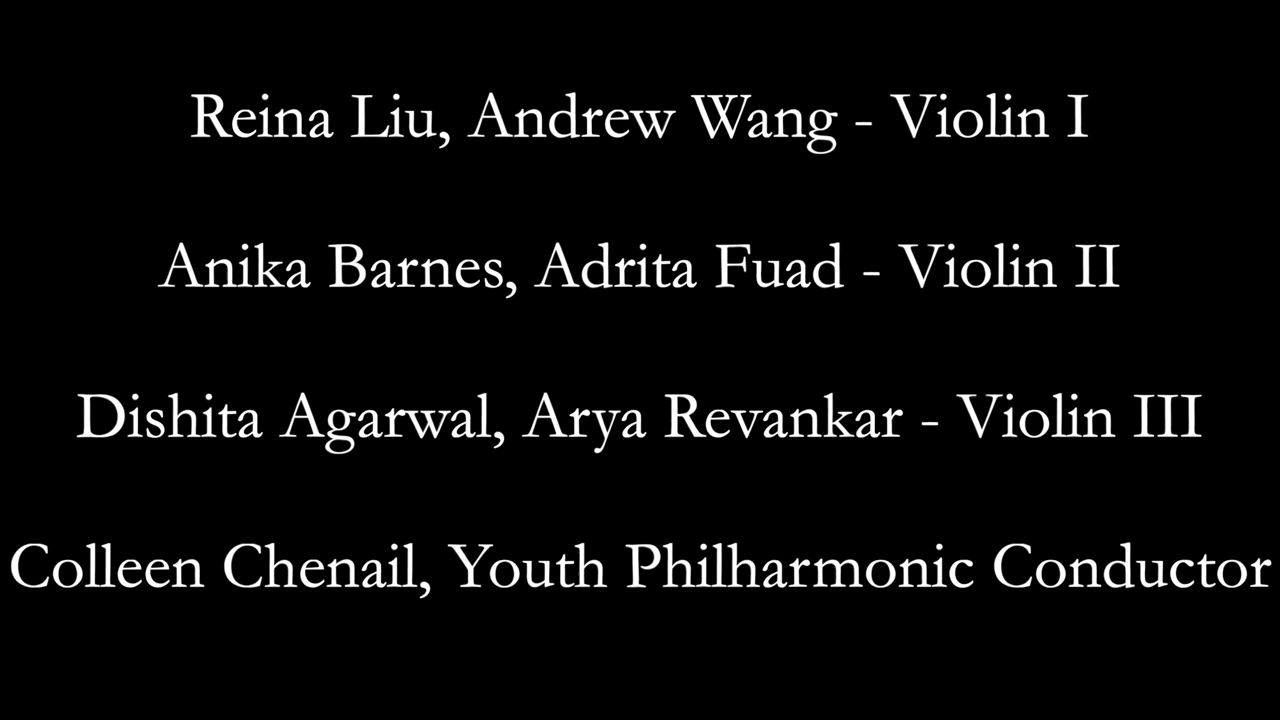 Reina Liu, Andrew Wang - Violin I
Anika Barnes, Adrita Fuad - Violin II
Dishita Agarwal, Arya Revankar - Violin III
Colleen Chenail, Youth Philharmonic Conductor